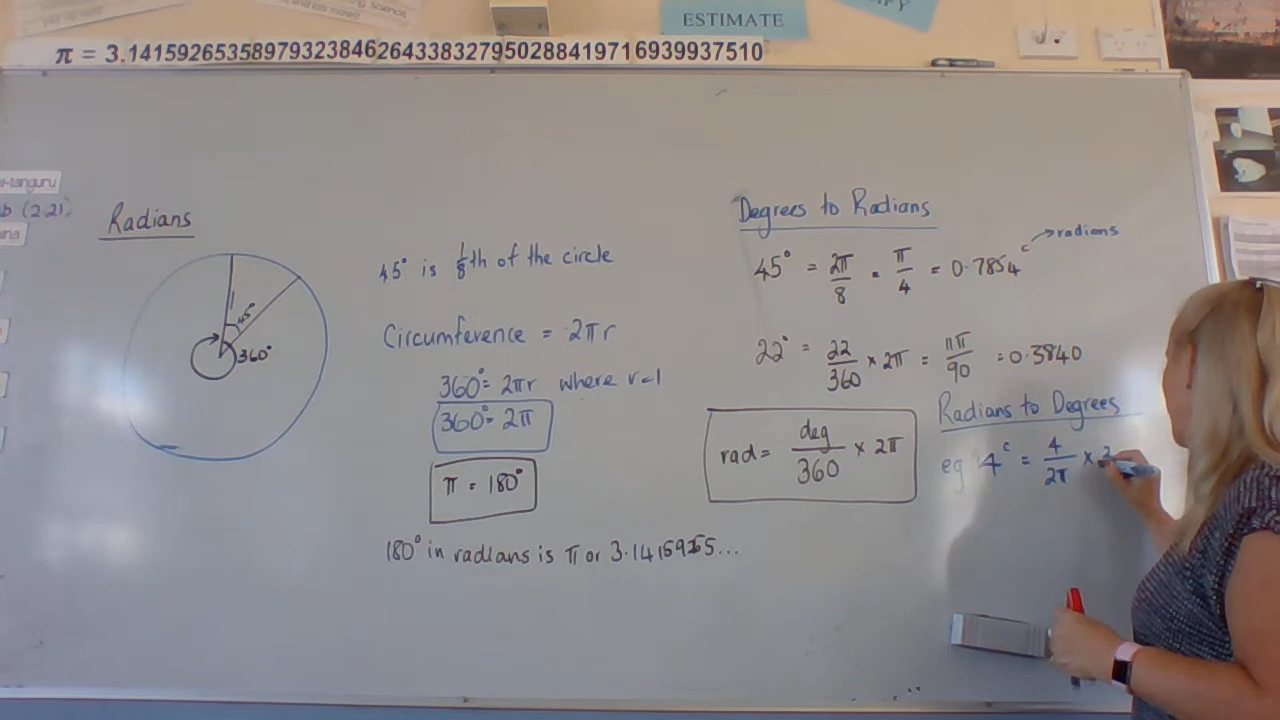 ESTIMATE
π = 3.14159265358979323846264338327950288419716939937510
Radians
45°
360°
45° is 1/8th of the circle
Circumference = 2πr
360° = 2πr where r=1
360° = 2π
π = 180°
180° in radians is π or 3.1415925...
Degrees to Radians
45° = 2π/8 = π/4 = 0.7854ᶜ → radians
22° = 22/360 × 2π = 11π/90 = 0.3840
rad = deg/360 × 2π
Radians to Degrees
eg 4ᶜ = 4/2π ×